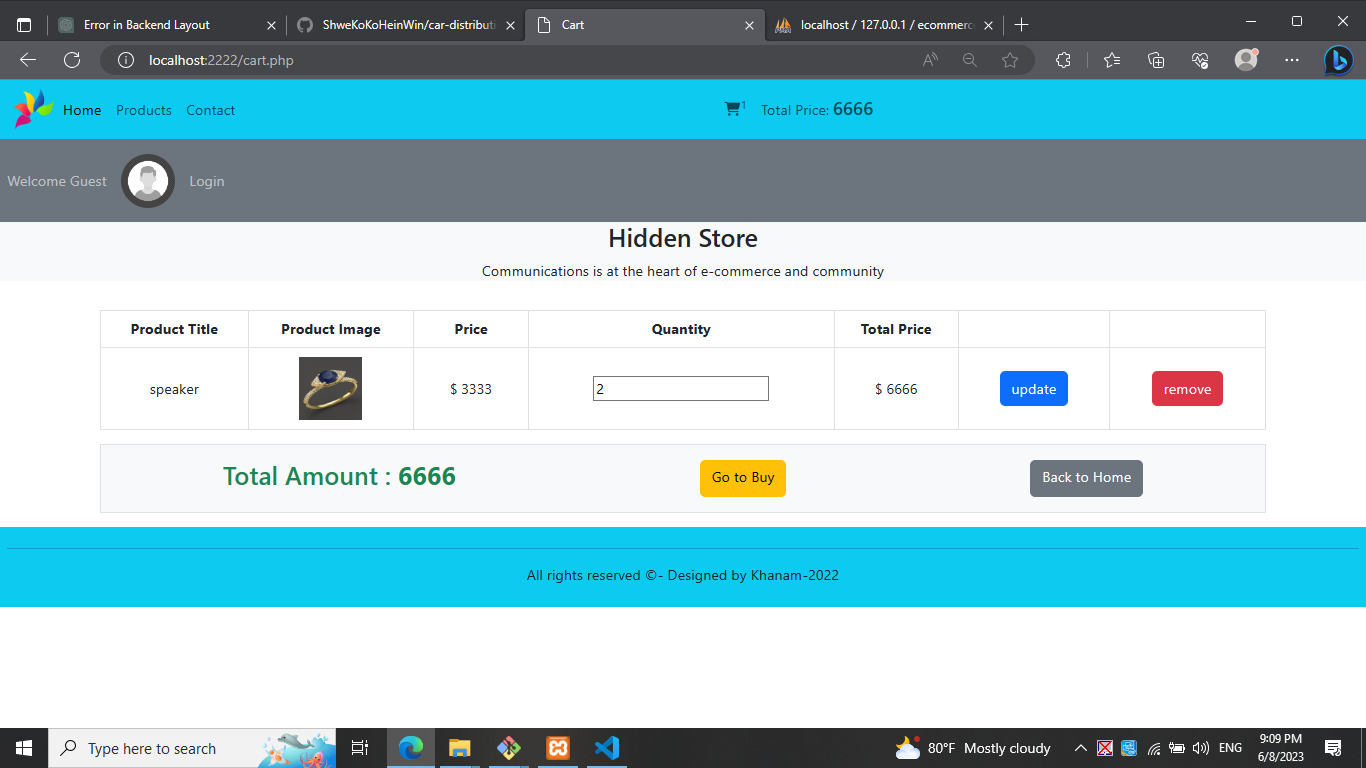 Error in Backend Layout
ShweKoKoHeinWin/car-distributi
Cart
localhost / 127.0.0.1 / ecommerc
localhost:2222/cart.php
Home Products Contact 1 Total Price: 6666
Welcome Guest Login
Hidden Store
Communications is at the heart of e-commerce and community
Product Title Product Image Price Quantity Total Price
speaker $ 3333 2 $ 6666 update remove
Total Amount : 6666 Go to Buy Back to Home
All rights reserved ©- Designed by Khanam-2022
Type here to search
80°F Mostly cloudy
ENG
9:09 PM
6/8/2023